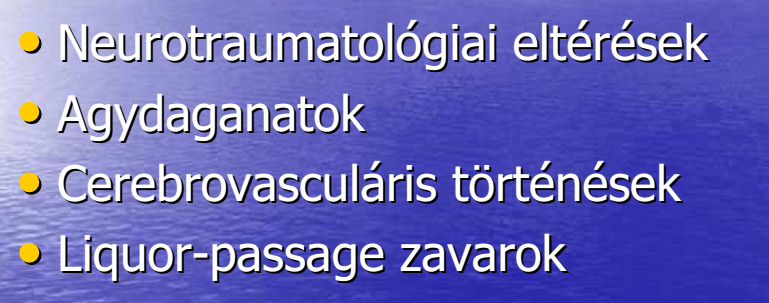 • Neurotraumatológiai eltérések
• Agydaganatok
• Cerebrovasculáris történések
• Liquor-passage zavarok